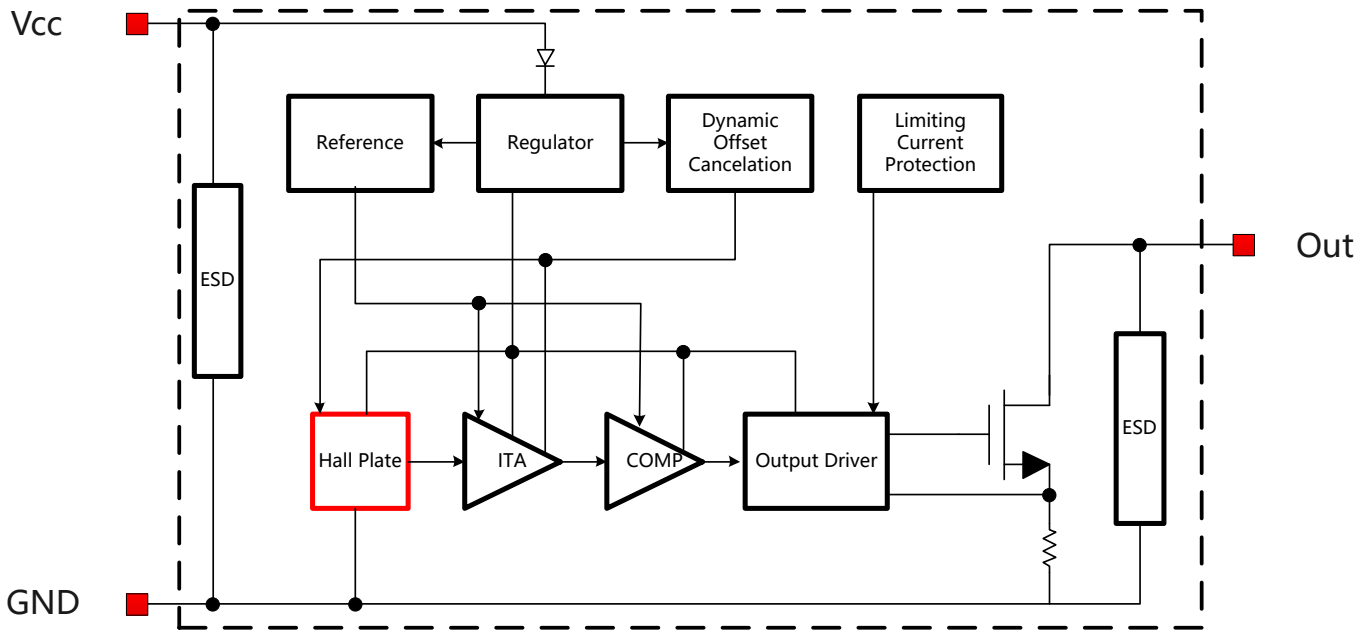 Vcc
Reference
Regulator
Dynamic
Offset
Cancelation
Limiting
Current
Protection
ESD
Out
Hall Plate
ITA
COMP
Output Driver
ESD
GND